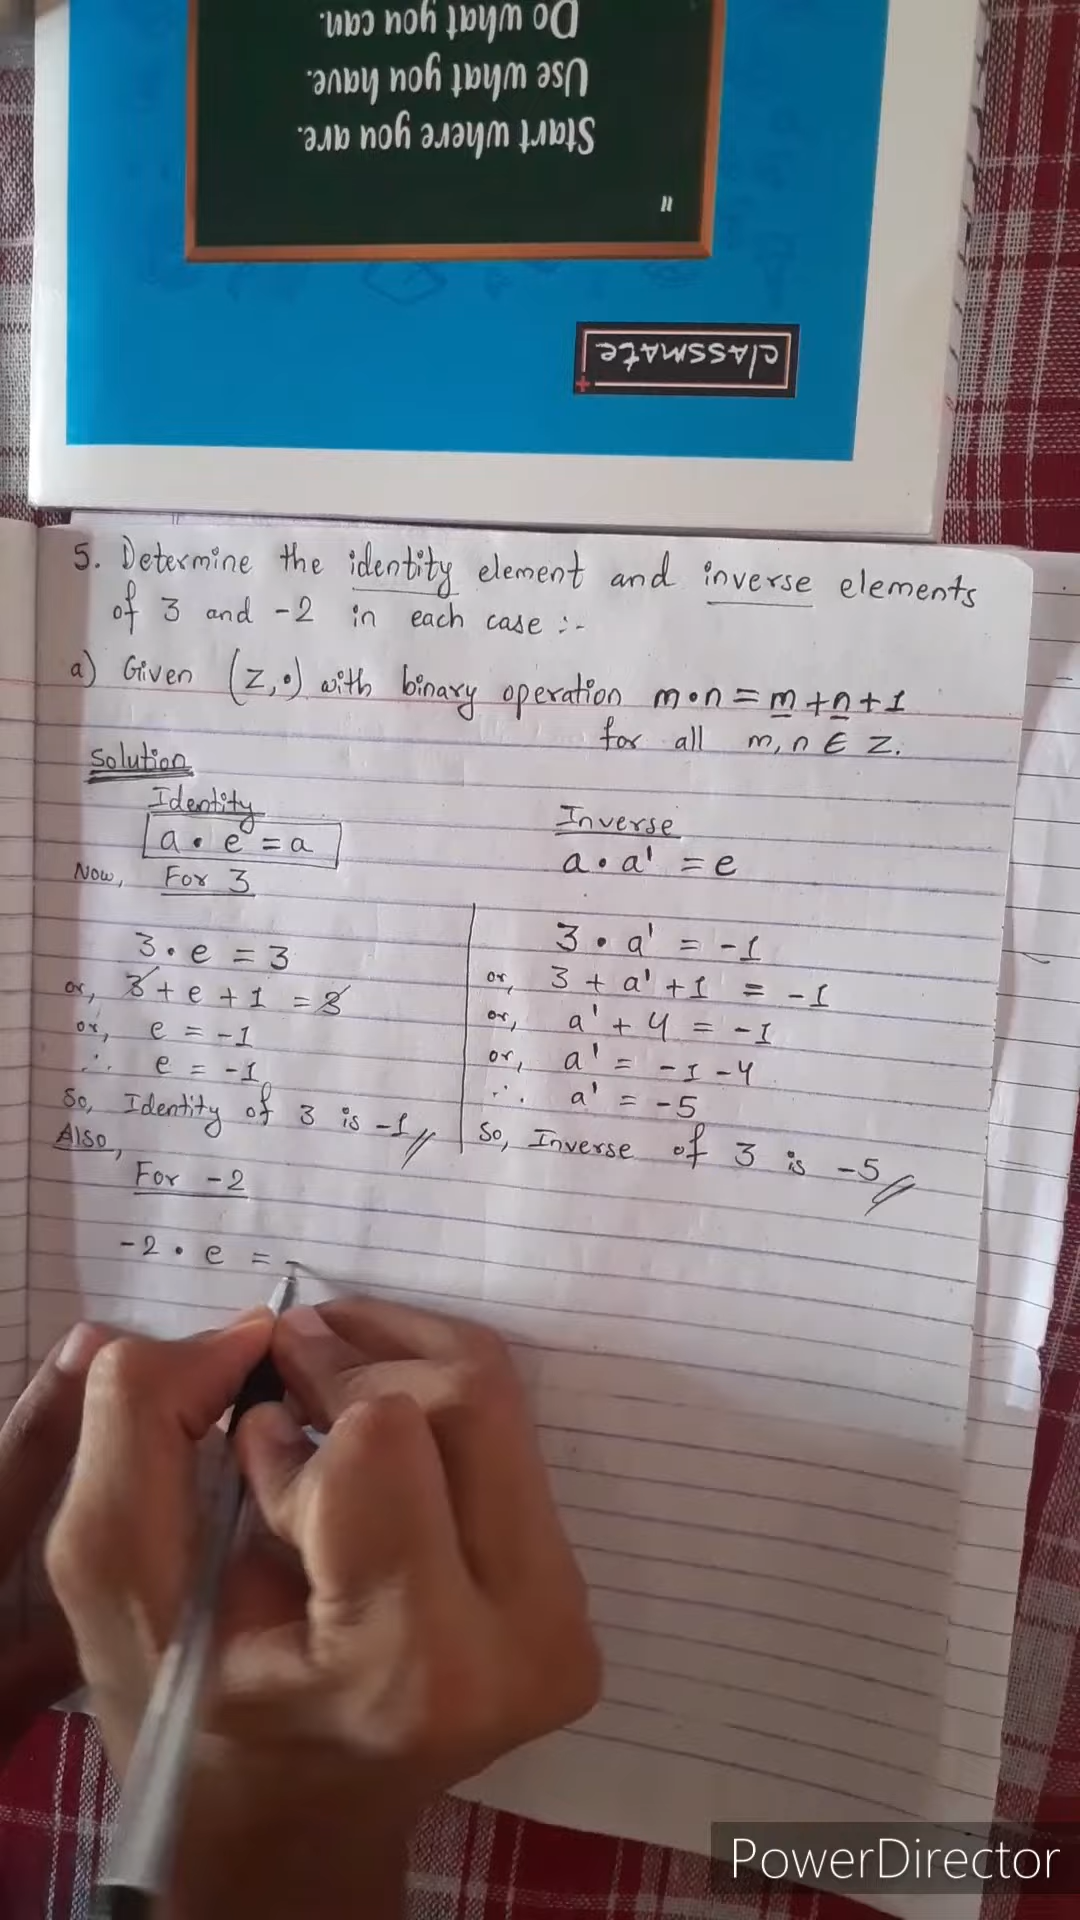 Do what you can.
Use what you have.
Start where you are.
"
classmate
5. Determine the identity element and inverse elements
of 3 and -2 in each case :-
a) Given (Z,•) with binary operation m•n = m+n+1
for all m, n ∈ Z.
Solution
Identity
a • e = a
Now, For 3
3 • e = 3
or, 3 + e + 1 = 3
or, e = -1
∴ e = -1
So, Identity of 3 is -1
Inverse
a • a' = e
3 • a' = -1
or, 3 + a' + 1 = -1
or, a' + 4 = -1
or, a' = -1 -4
∴ a' = -5
So, Inverse of 3 is -5
Also,
For -2
-2 • e = -
PowerDirector